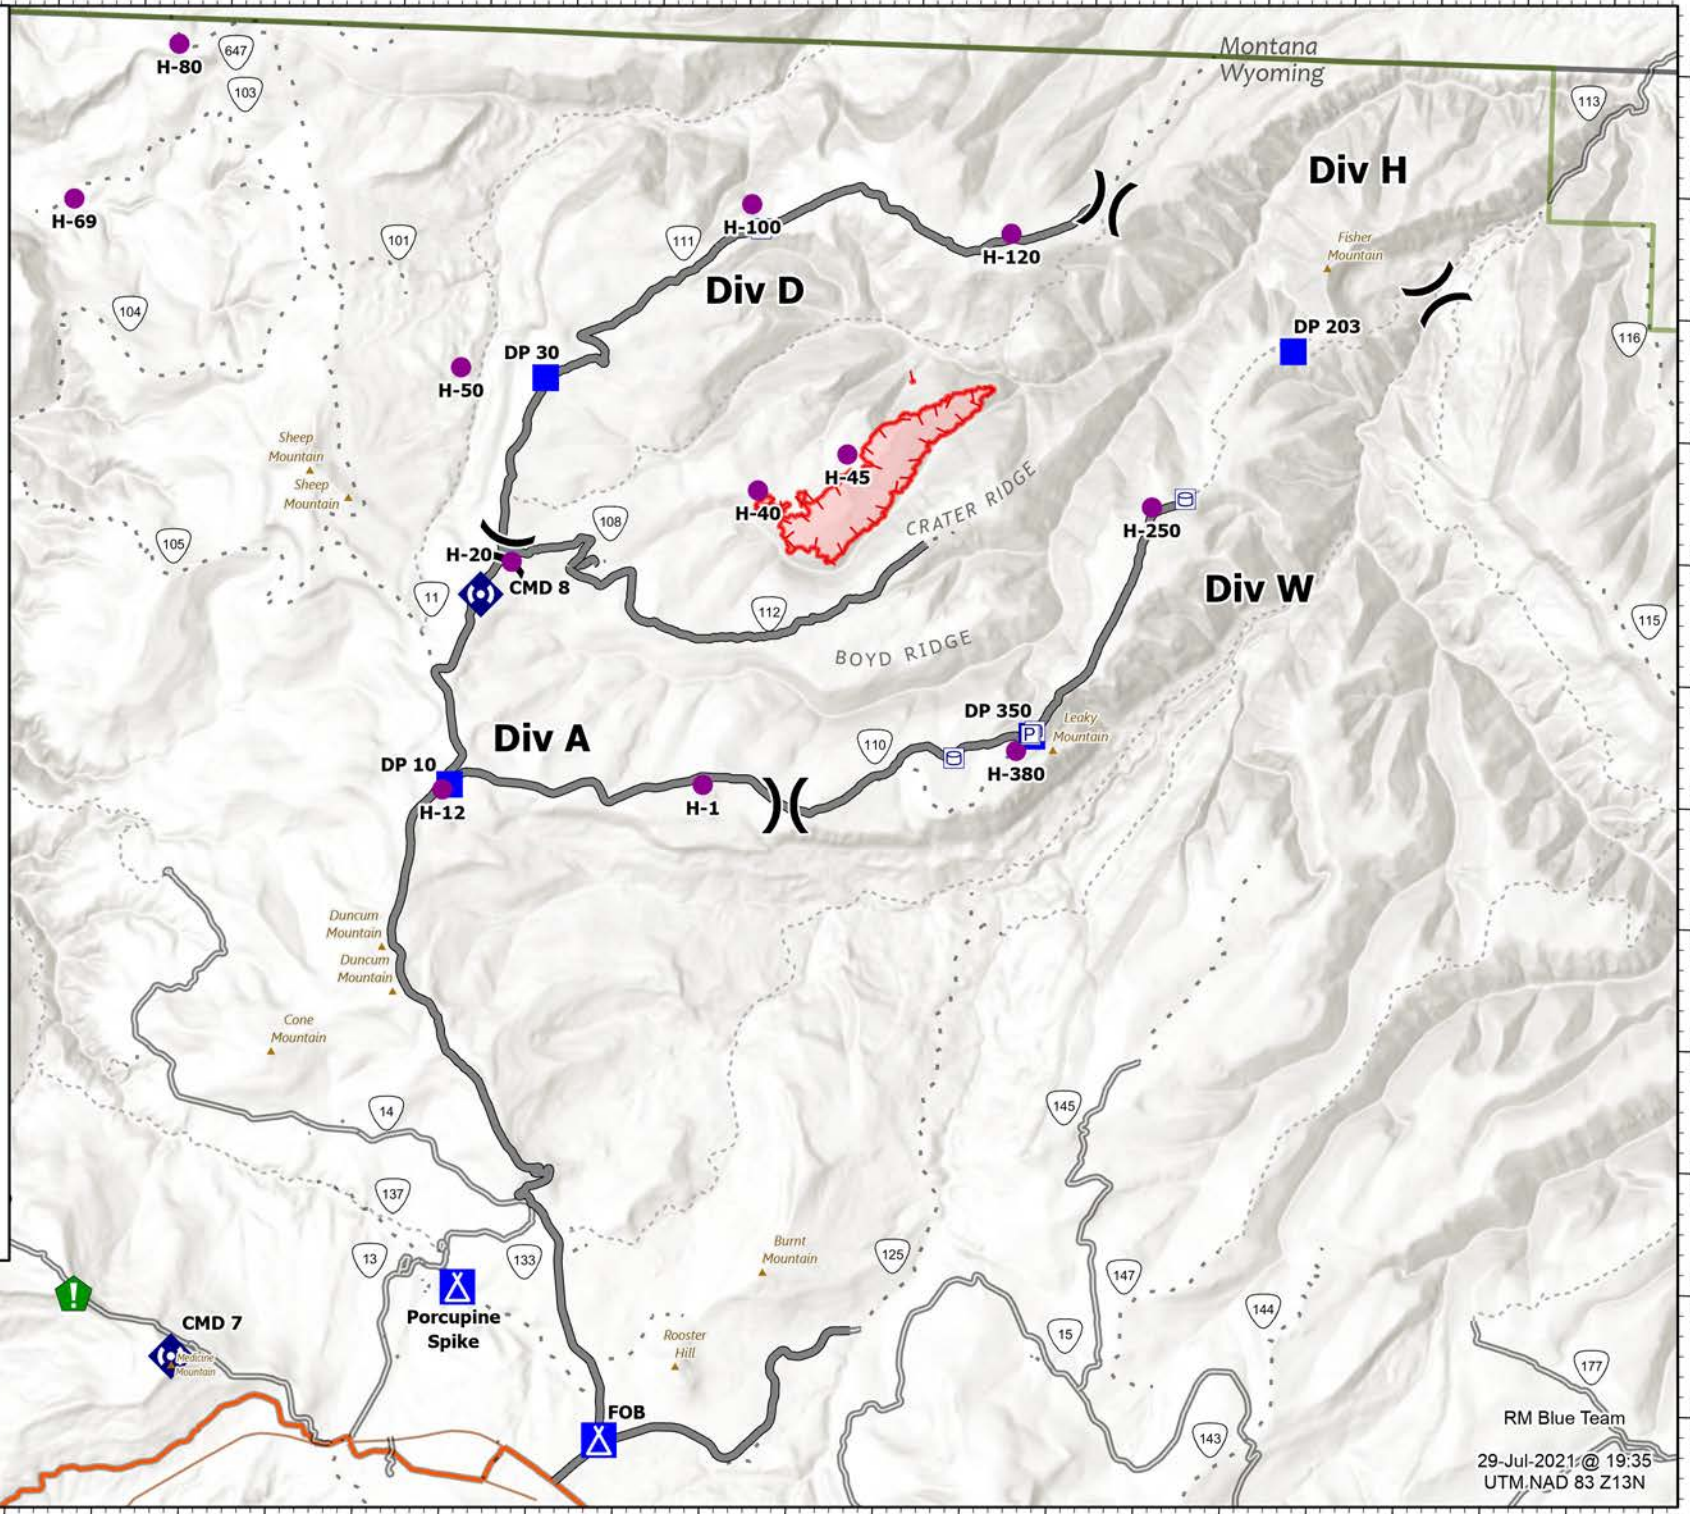 Montana
Wyoming
H-80
647
103
113
Div H
H-69
101
111
H-100
H-120
Fisher
Mountain
104
Div D
DP 203
116
DP 30
H-50
Sheep
Mountain
Sheep
Mountain
H-45
H-40
CRATER RIDGE
H-250
108
105
H-20
CMD 8
Div W
11
112
115
BOYD RIDGE
DP 350
P
Leaky
Mountain
Div A
110
DP 10
H-380
H-12
H-1
Duncum
Mountain
Duncum
Mountain
Cone
Mountain
14
145
137
13
133
Burnt
Mountain
125
147
144
!
Porcupine
Spike
CMD 7
Medicine
Mountain
Rooster
Hill
15
177
FOB
143
RM Blue Team
29-Jul-2021 @ 19:35
UTM NAD 83 Z13N